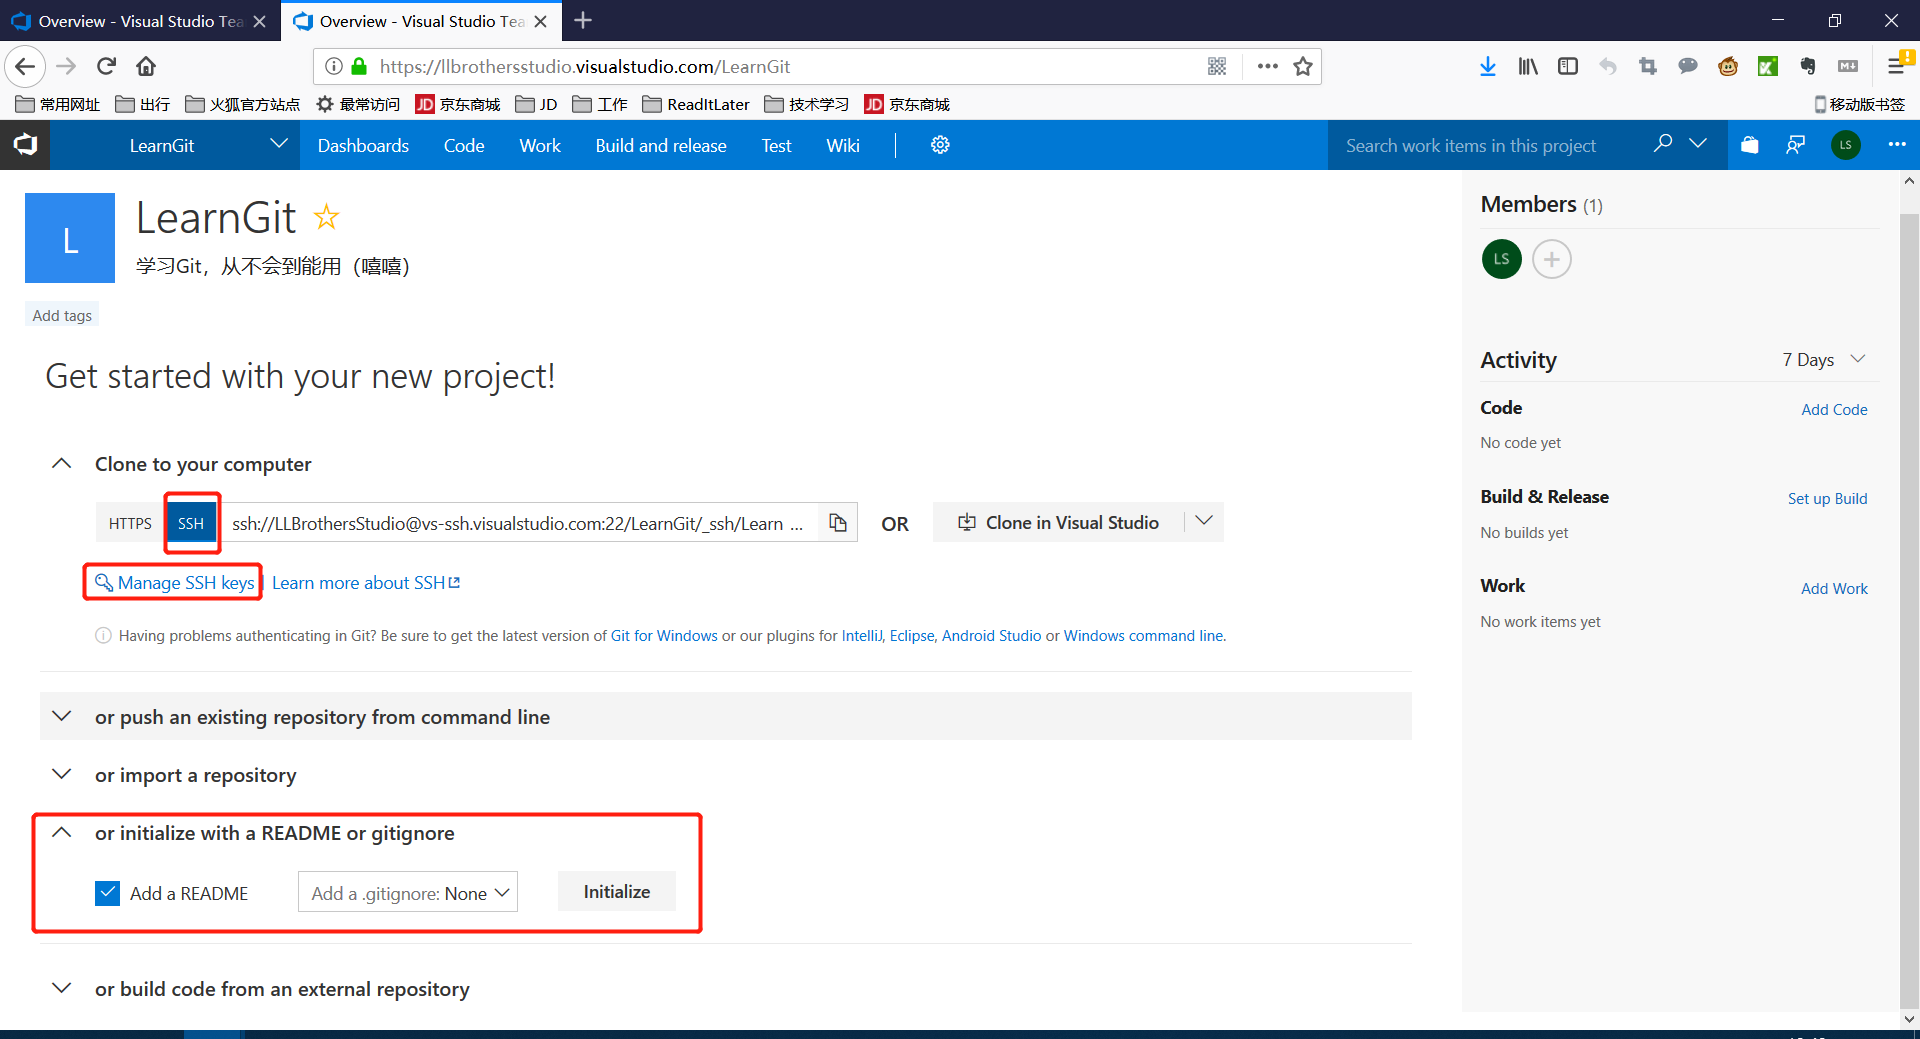 Overview - Visual Studio Tea
Overview - Visual Studio Tea
https://llbrothersstudio.visualstudio.com/LearnGit
常用网址 出行 火狐官方站点 最常访问 JD 京东商城 JD 工作 ReadItLater 技术学习 JD 京东商城 移动版书签
LearnGit Dashboards Code Work Build and release Test Wiki Search work items in this project LS
L
LearnGit
学习Git，从不会到能用（嘻嘻）
Add tags
Get started with your new project!
Clone to your computer
HTTPS SSH ssh://LLBrothersStudio@vs-ssh.visualstudio.com:22/LearnGit/_ssh/Learn ... OR Clone in Visual Studio
Manage SSH keys Learn more about SSH
Having problems authenticating in Git? Be sure to get the latest version of Git for Windows or our plugins for IntelliJ, Eclipse, Android Studio or Windows command line.
or push an existing repository from command line
or import a repository
or initialize with a README or gitignore
Add a README Add a .gitignore: None Initialize
or build code from an external repository
Members (1)
LS
Activity 7 Days
Code Add Code
No code yet
Build & Release Set up Build
No builds yet
Work Add Work
No work items yet